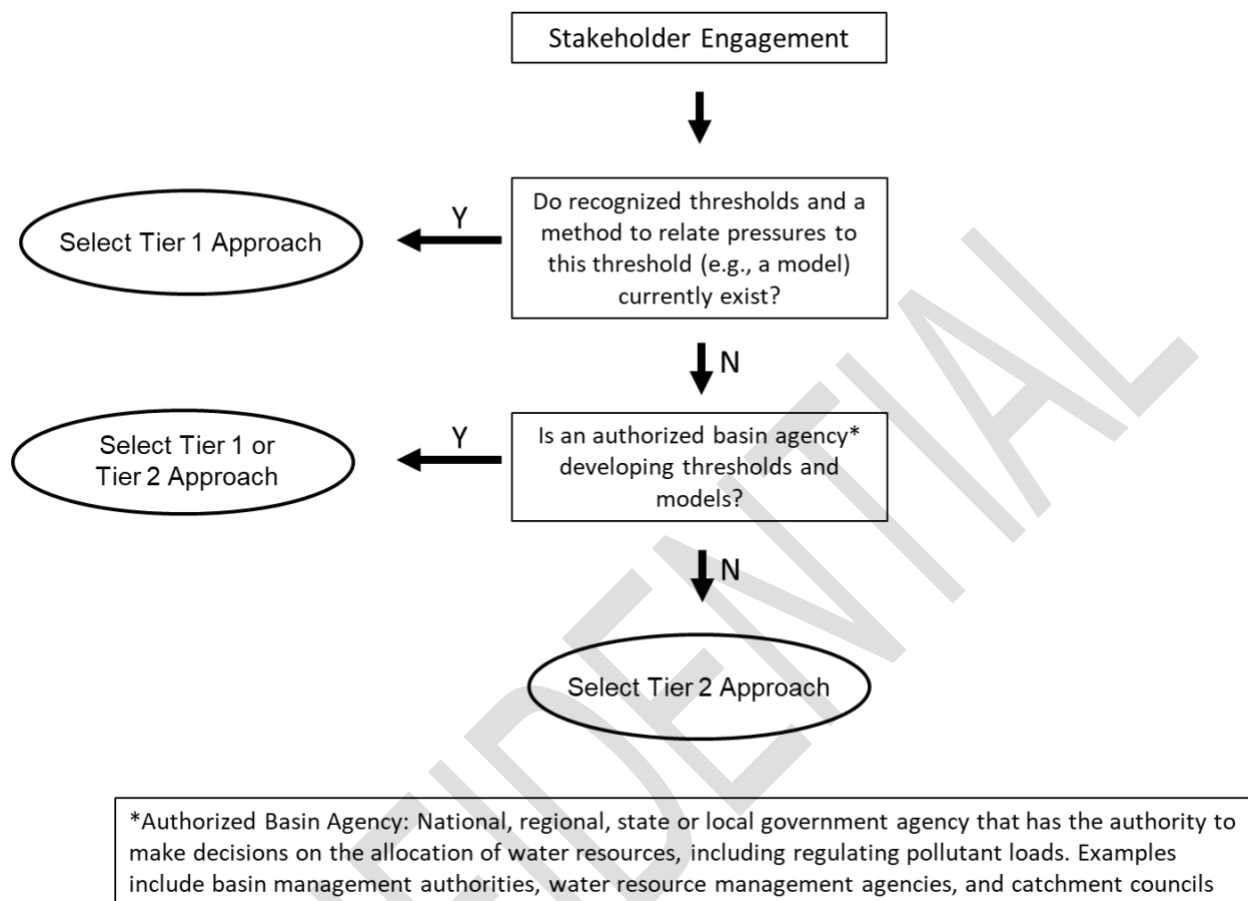 Stakeholder Engagement
Do recognized thresholds and a
method to relate pressures to
this threshold (e.g., a model)
currently exist?
Y
Select Tier 1 Approach
N
Is an authorized basin agency*
developing thresholds and
models?
Y
Select Tier 1 or
Tier 2 Approach
N
Select Tier 2 Approach
*Authorized Basin Agency: National, regional, state or local government agency that has the authority to
make decisions on the allocation of water resources, including regulating pollutant loads. Examples
include basin management authorities, water resource management agencies, and catchment councils
FIDENTIAL